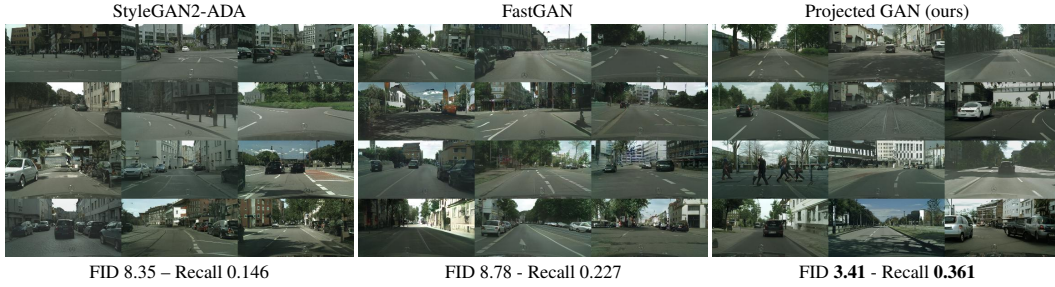 StyleGAN2-ADA
FastGAN
Projected GAN (ours)
FID 8.35 – Recall 0.146
FID 8.78 - Recall 0.227
FID 3.41 - Recall 0.361